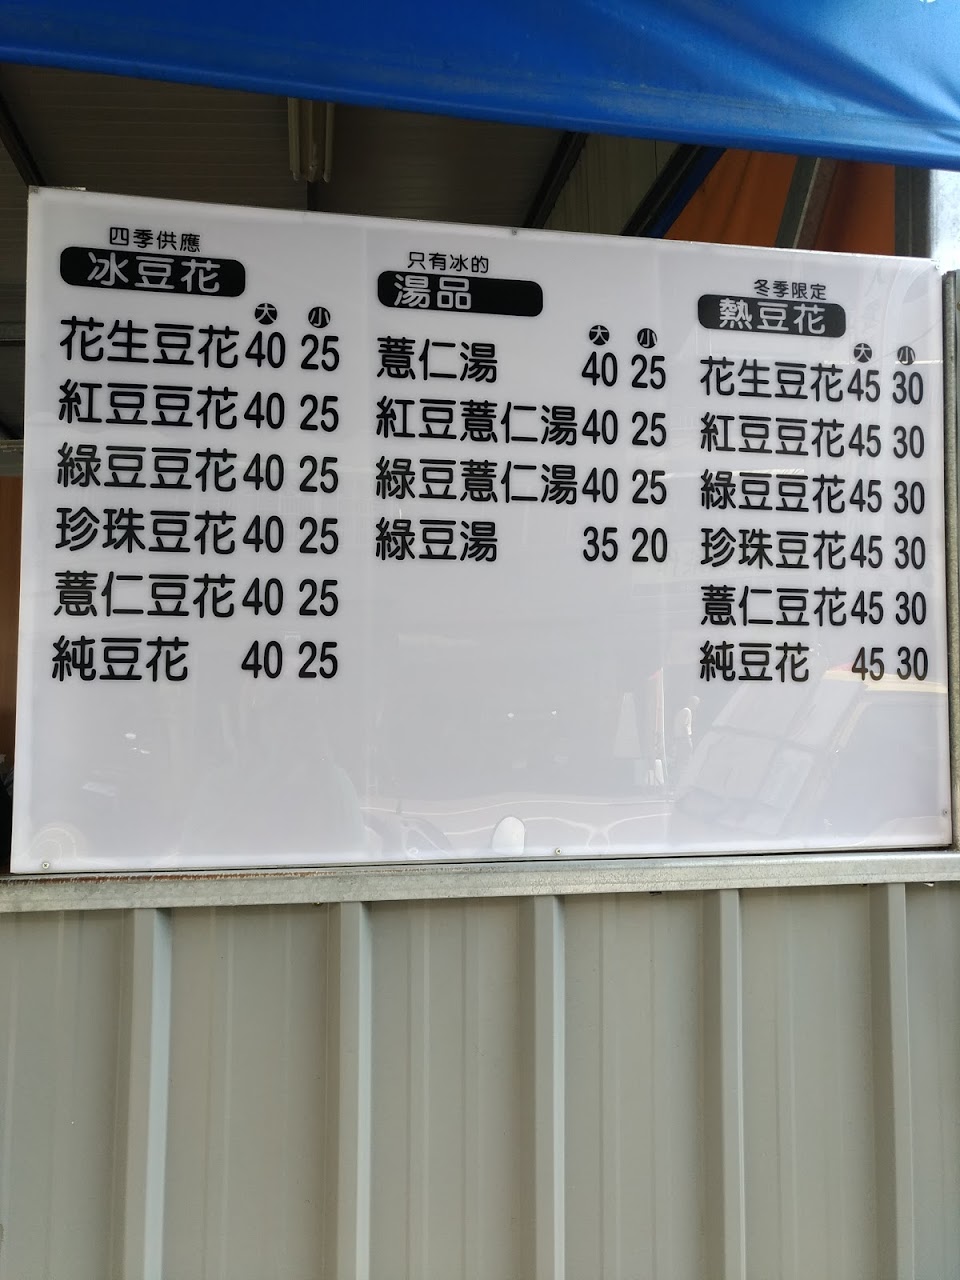 四季供應
冰豆花
大 小
花生豆花 40 25
紅豆豆花 40 25
綠豆豆花 40 25
珍珠豆花 40 25
薏仁豆花 40 25
純豆花 40 25
只有冰的
湯品
大 小
薏仁湯 40 25
紅豆薏仁湯 40 25
綠豆薏仁湯 40 25
綠豆湯 35 20
冬季限定
熱豆花
大 小
花生豆花 45 30
紅豆豆花 45 30
綠豆豆花 45 30
珍珠豆花 45 30
薏仁豆花 45 30
純豆花 45 30